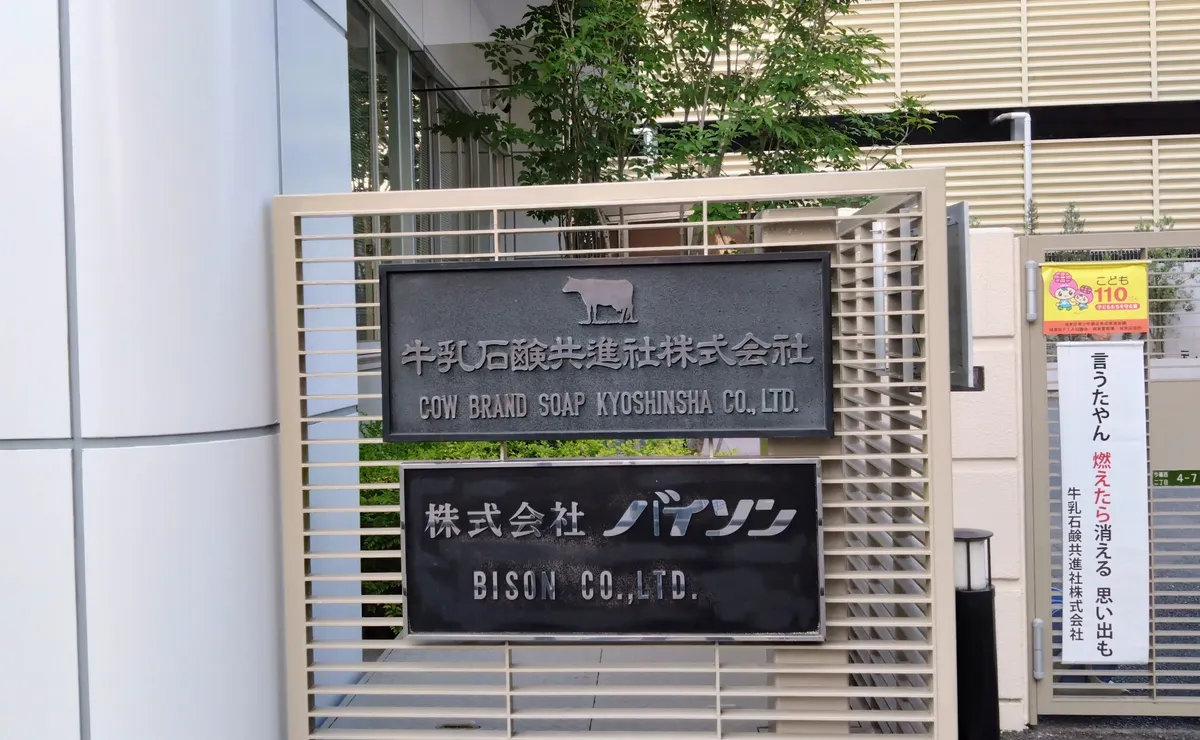 牛乳石鹸共進社株式会社
COW BRAND SOAP KYOSHINSHA CO., LTD.
株式会社 バイソン
BISON CO.,LTD.
こども
110
言うたやん 燃えたら消える 思い出も
牛乳石鹸共進社株式会社
4-7